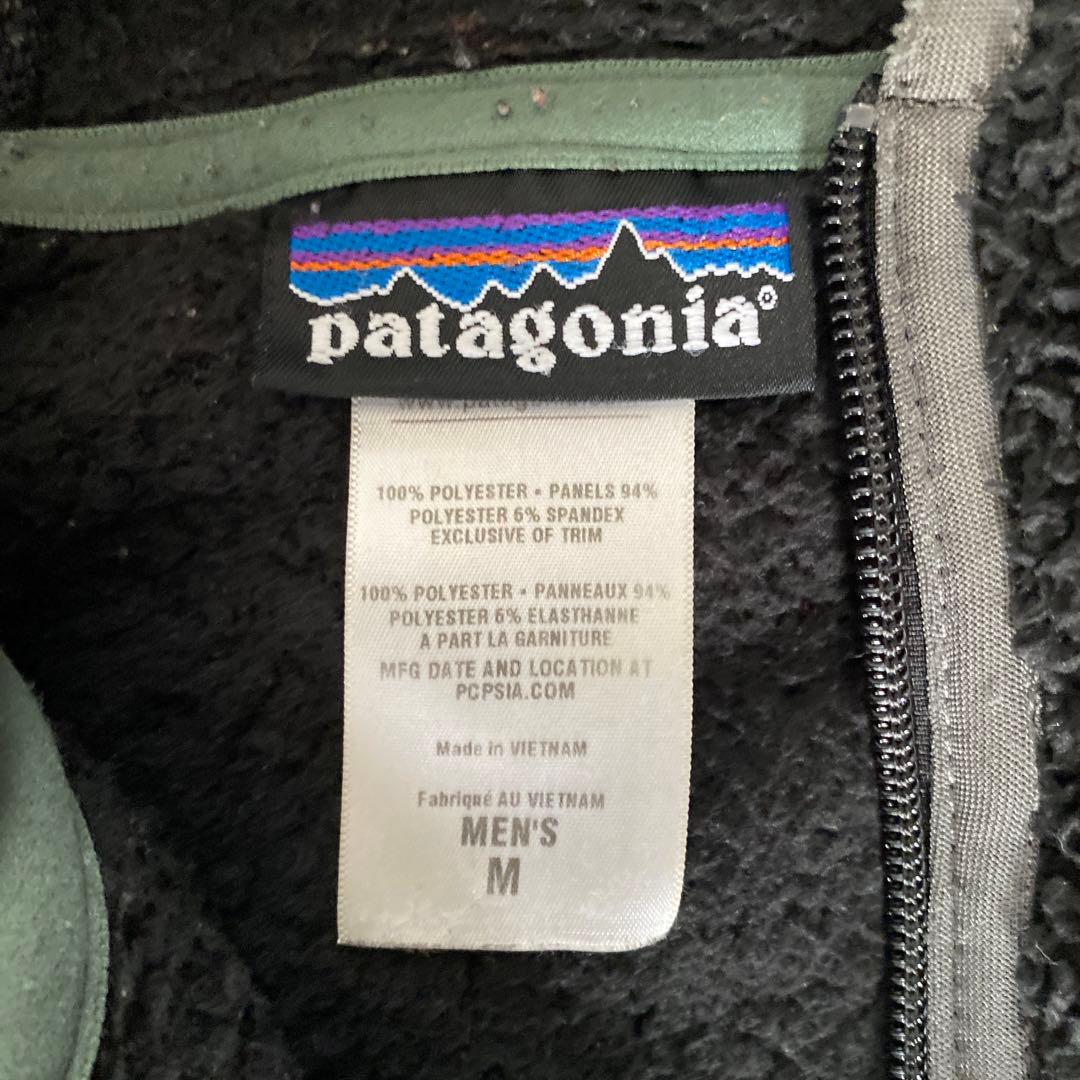 patagonia®
100% POLYESTER • PANELS 94%
POLYESTER 6% SPANDEX
EXCLUSIVE OF TRIM
100% POLYESTER • PANNEAUX 94%
POLYESTER 6% ELASTHANNE
A PART LA GARNITURE
MFG DATE AND LOCATION AT
PCPSIA.COM
Made in VIETNAM
Fabriqué AU VIETNAM
MEN'S
M